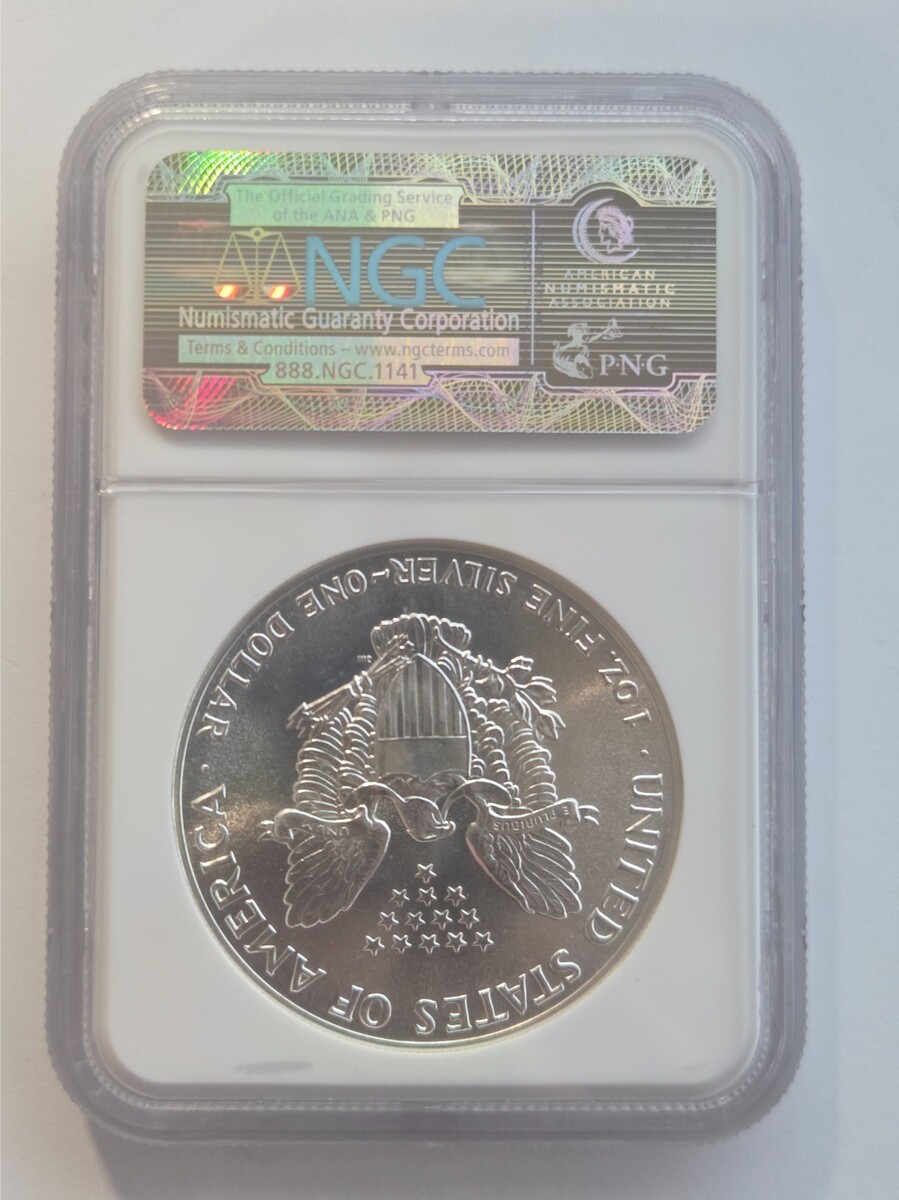 The Official Grading Service
of the ANA & PNG
NGC
Numismatic Guaranty Corporation
Terms & Conditions – www.ngcterms.com
888.NGC.1141
AMERICAN
NUMISMATIC
ASSOCIATION
P·N·G
UNITED STATES OF AMERICA
1 OZ. FINE SILVER~ONE DOLLAR
E PLURIBUS
UNUM